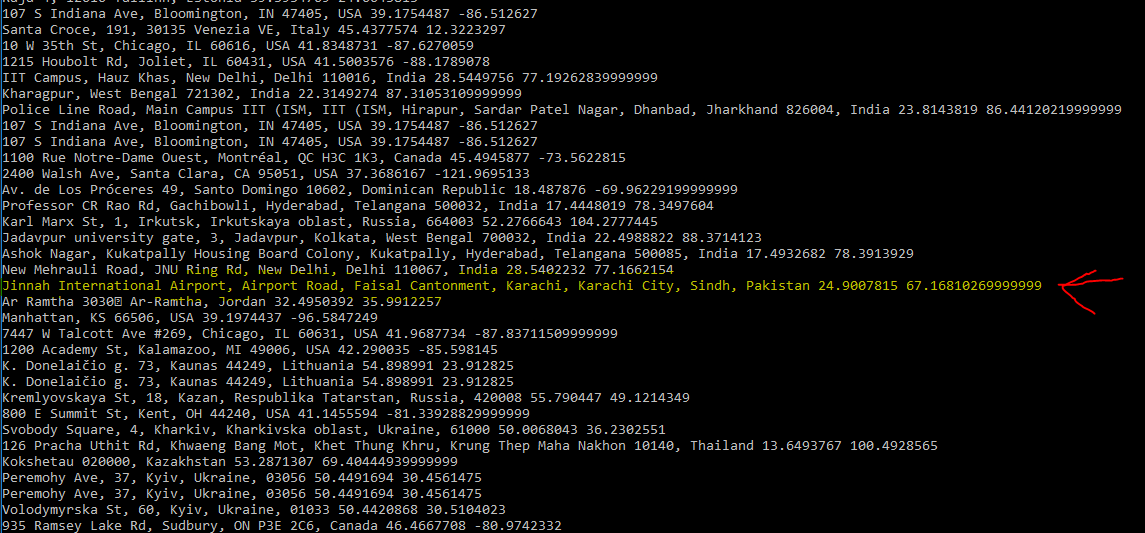 107 S Indiana Ave, Bloomington, IN 47405, USA 39.1754487 -86.512627
Santa Croce, 191, 30135 Venezia VE, Italy 45.4377574 12.3223297
10 W 35th St, Chicago, IL 60616, USA 41.8348731 -87.6270059
1215 Houbolt Rd, Joliet, IL 60431, USA 41.5003576 -88.1789078
IIT Campus, Hauz Khas, New Delhi, Delhi 110016, India 28.5449756 77.19262839999999
Kharagpur, West Bengal 721302, India 22.3149274 87.31053109999999
Police Line Road, Main Campus IIT (ISM, IIT (ISM, Hirapur, Sardar Patel Nagar, Dhanbad, Jharkhand 826004, India 23.8143819 86.44120219999999
107 S Indiana Ave, Bloomington, IN 47405, USA 39.1754487 -86.512627
107 S Indiana Ave, Bloomington, IN 47405, USA 39.1754487 -86.512627
1100 Rue Notre-Dame Ouest, Montréal, QC H3C 1K3, Canada 45.4945877 -73.5622815
2400 Walsh Ave, Santa Clara, CA 95051, USA 37.3686167 -121.9695133
Av. de Los Próceres 49, Santo Domingo 10602, Dominican Republic 18.487876 -69.96229199999999
Professor CR Rao Rd, Gachibowli, Hyderabad, Telangana 500032, India 17.4448019 78.3497604
Karl Marx St, 1, Irkutsk, Irkutskaya oblast, Russia, 664003 52.2766643 104.2777445
Jadavpur university gate, 3, Jadavpur, Kolkata, West Bengal 700032, India 22.4988822 88.3714123
Ashok Nagar, Kukatpally Housing Board Colony, Kukatpally, Hyderabad, Telangana 500085, India 17.4932682 78.3913929
New Mehrauli Road, JNU Ring Rd, New Delhi, Delhi 110067, India 28.5402232 77.1662154
Jinnah International Airport, Airport Road, Faisal Cantonment, Karachi, Karachi City, Sindh, Pakistan 24.9007815 67.16810269999999
Ar Ramtha 3030 Ar-Ramtha, Jordan 32.4950392 35.9912257
Manhattan, KS 66506, USA 39.1974437 -96.5847249
7447 W Talcott Ave #269, Chicago, IL 60631, USA 41.9687734 -87.83711509999999
1200 Academy St, Kalamazoo, MI 49006, USA 42.290035 -85.598145
K. Donelaičio g. 73, Kaunas 44249, Lithuania 54.898991 23.912825
K. Donelaičio g. 73, Kaunas 44249, Lithuania 54.898991 23.912825
Kremlyovskaya St, 18, Kazan, Respublika Tatarstan, Russia, 420008 55.790447 49.1214349
800 E Summit St, Kent, OH 44240, USA 41.1455594 -81.33928829999999
Svobody Square, 4, Kharkiv, Kharkivska oblast, Ukraine, 61000 50.0068043 36.2302551
126 Pracha Uthit Rd, Khwaeng Bang Mot, Khet Thung Khru, Krung Thep Maha Nakhon 10140, Thailand 13.6493767 100.4928565
Kokshetau 020000, Kazakhstan 53.2871307 69.40444939999999
Peremohy Ave, 37, Kyiv, Ukraine, 03056 50.4491694 30.4561475
Peremohy Ave, 37, Kyiv, Ukraine, 03056 50.4491694 30.4561475
Volodymyrska St, 60, Kyiv, Ukraine, 01033 50.4420868 30.5104023
935 Ramsey Lake Rd, Sudbury, ON P3E 2C6, Canada 46.4667708 -80.9742332